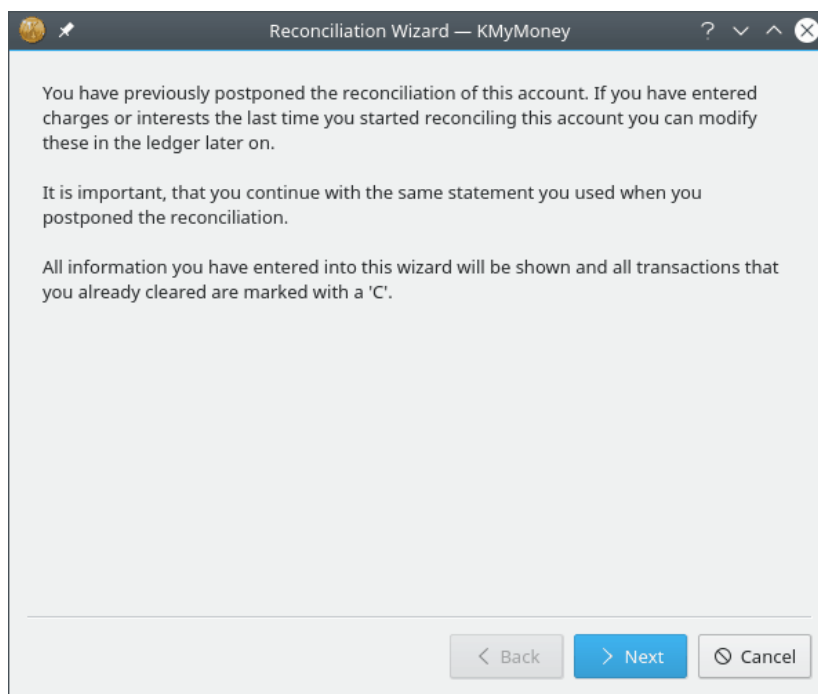 Reconciliation Wizard — KMyMoney
You have previously postponed the reconciliation of this account. If you have entered
charges or interests the last time you started reconciling this account you can modify
these in the ledger later on.
It is important, that you continue with the same statement you used when you
postponed the reconciliation.
All information you have entered into this wizard will be shown and all transactions that
you already cleared are marked with a 'C'.
Back
Next
Cancel